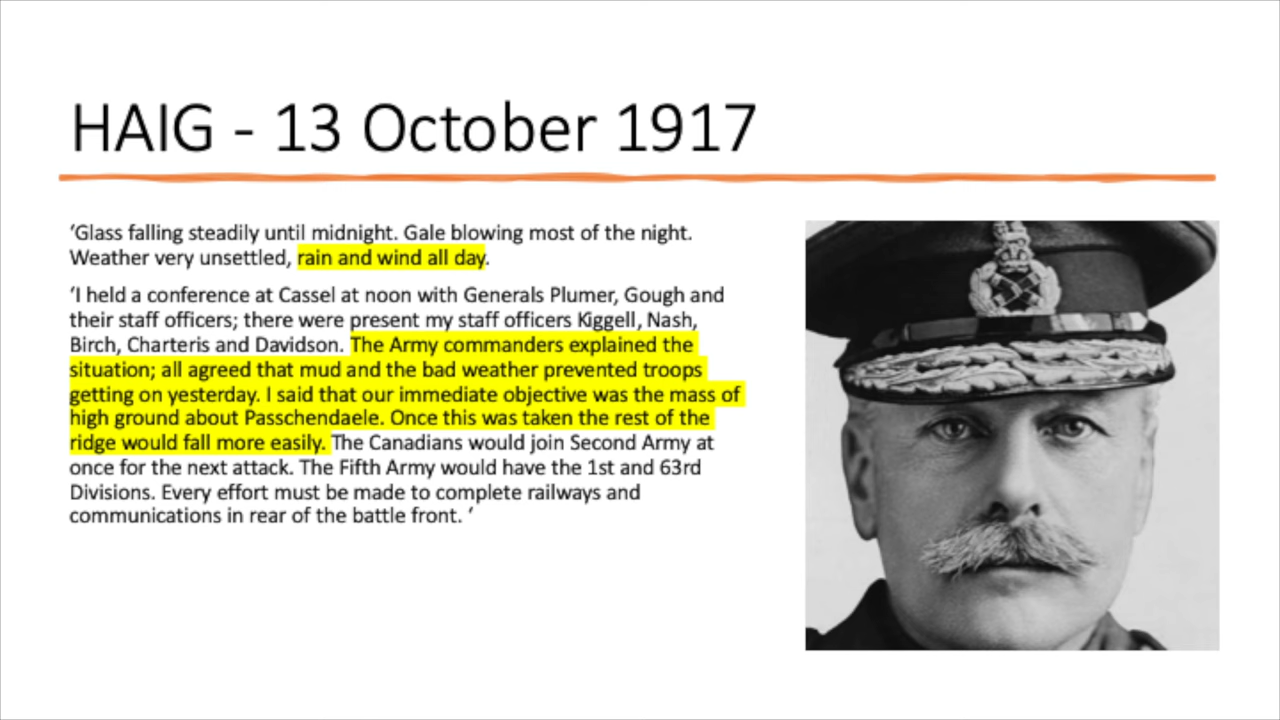 HAIG - 13 October 1917
‘Glass falling steadily until midnight. Gale blowing most of the night.
Weather very unsettled, rain and wind all day.
‘I held a conference at Cassel at noon with Generals Plumer, Gough and
their staff officers; there were present my staff officers Kiggell, Nash,
Birch, Charteris and Davidson. The Army commanders explained the
situation; all agreed that mud and the bad weather prevented troops
getting on yesterday. I said that our immediate objective was the mass of
high ground about Passchendaele. Once this was taken the rest of the
ridge would fall more easily. The Canadians would join Second Army at
once for the next attack. The Fifth Army would have the 1st and 63rd
Divisions. Every effort must be made to complete railways and
communications in rear of the battle front. ‘